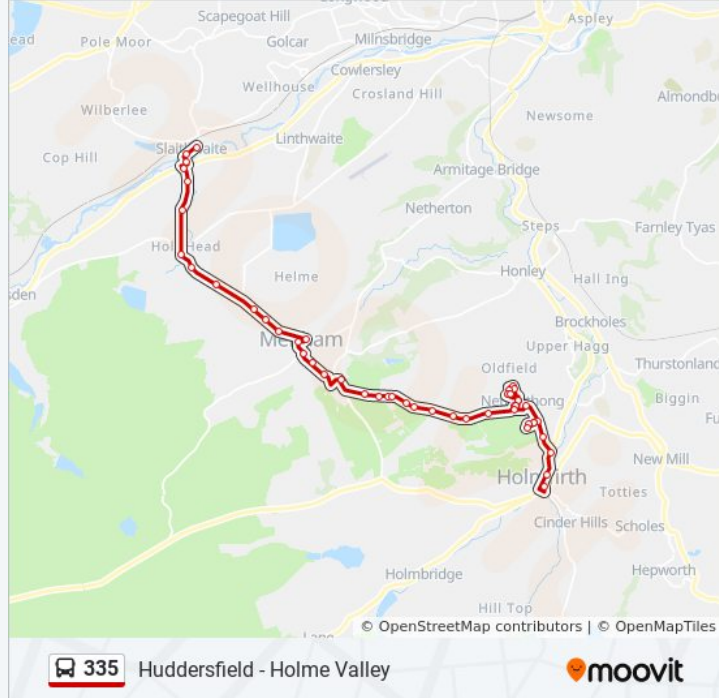 Scapegoat Hill
Aspley
Pole Moor
Golcar
Milnsbridge
Cowlersley
Wellhouse
Crosland Hill
Almondbu
Wilberlee
Newsome
Linthwaite
Cop Hill
Armitage Bridge
Netherton
Steps
Farnley Tyas
Helme
Honley
Hall Ing
Brockholes
Upper Hagg
Oldfield
Thurstonland
Biggin
New Mill
Totties
Cinder Hills
Scholes
Holmbridge
Hepworth
Hill Top
© OpenStreetMap contributors | © OpenMapTiles
335 Huddersfield - Holme Valley
moovit